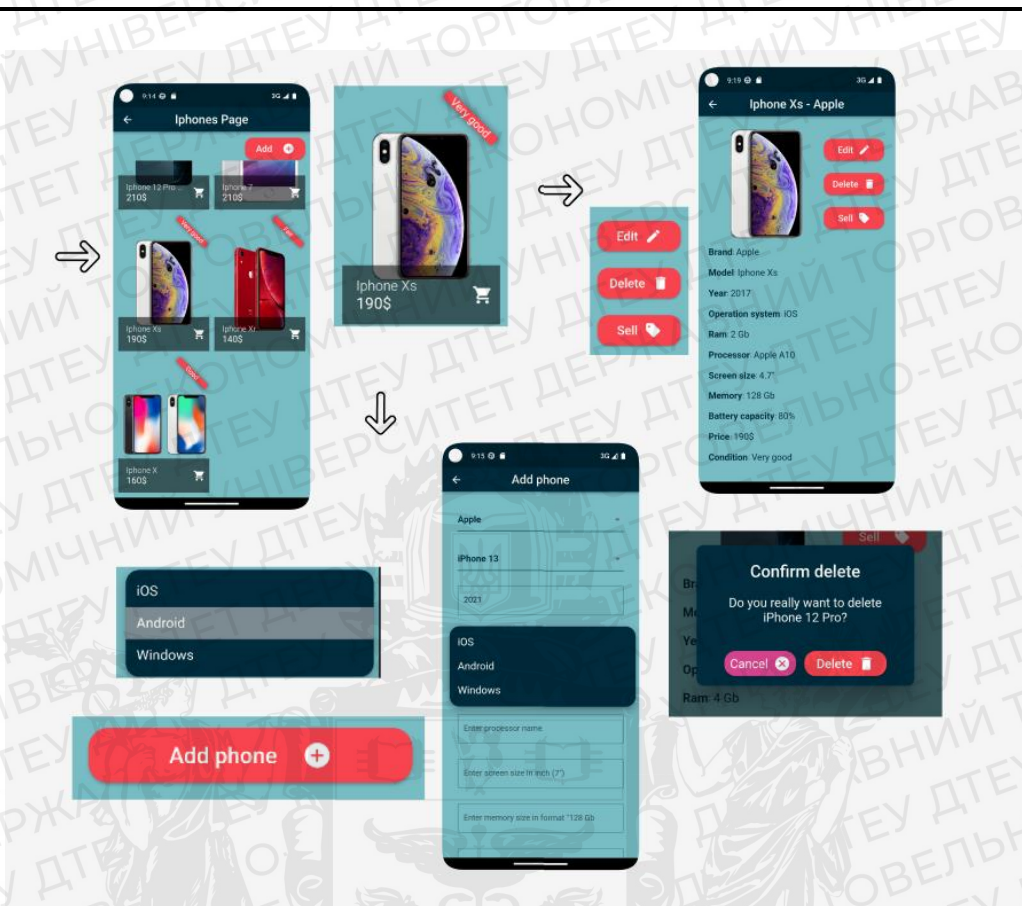 9:14
3G
Iphones Page
Add
Iphone 12 Pro ...
210$
Iphone 7
210$
Very good
Fair
Iphone Xs
190$
Iphone Xr
140$
Good
Iphone X
160$
Very good
Iphone Xs
190$
Edit
Delete
Sell
9:19
3G
Iphone Xs - Apple
Edit
Delete
Sell
Brand: Apple
Model: Iphone Xs
Year: 2017
Operation system: iOS
Ram: 2 Gb
Processor: Apple A10
Screen size: 4.7"
Memory: 128 Gb
Battery capacity: 80%
Price: 190$
Condition: Very good
iOS
Android
Windows
Add phone
9:15
3G
Add phone
Apple
iPhone 13
2021
iOS
Android
Windows
Enter processor name
Enter screen size in inch (7")
Enter memory size in format "128 Gb
Sell
Confirm delete
Do you really want to delete
iPhone 12 Pro?
Cancel
Delete
Ram: 4 Gb